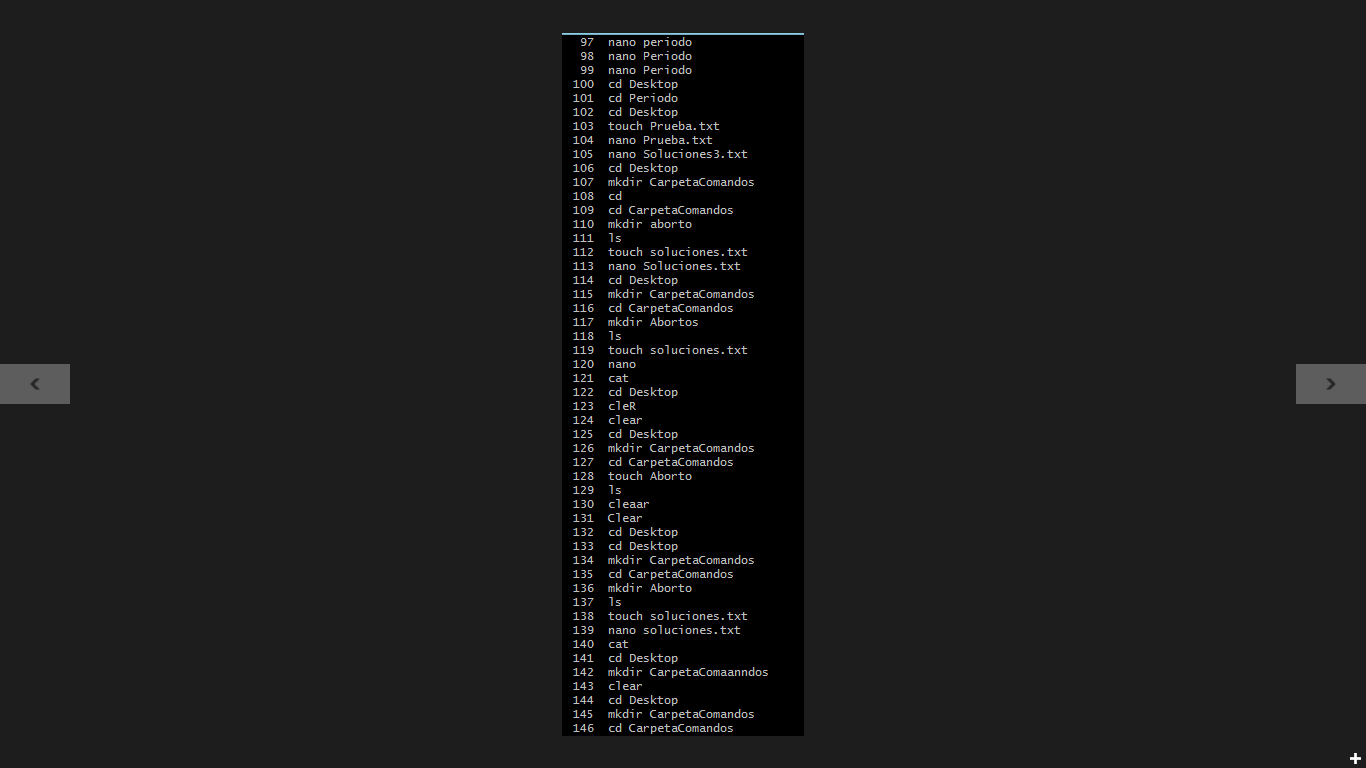 97 nano periodo
98 nano Periodo
99 nano Periodo
100 cd Desktop
101 cd Periodo
102 cd Desktop
103 touch Prueba.txt
104 nano Prueba.txt
105 nano Soluciones3.txt
106 cd Desktop
107 mkdir CarpetaComandos
108 cd
109 cd CarpetaComandos
110 mkdir aborto
111 ls
112 touch soluciones.txt
113 nano Soluciones.txt
114 cd Desktop
115 mkdir CarpetaComandos
116 cd CarpetaComandos
117 mkdir Abortos
118 ls
119 touch soluciones.txt
120 nano
121 cat
122 cd Desktop
123 cleR
124 clear
125 cd Desktop
126 mkdir CarpetaComandos
127 cd CarpetaComandos
128 touch Aborto
129 ls
130 cleaar
131 Clear
132 cd Desktop
133 cd Desktop
134 mkdir CarpetaComandos
135 cd CarpetaComandos
136 mkdir Aborto
137 ls
138 touch soluciones.txt
139 nano soluciones.txt
140 cat
141 cd Desktop
142 mkdir CarpetaComaanndos
143 clear
144 cd Desktop
145 mkdir CarpetaComandos
146 cd CarpetaComandos